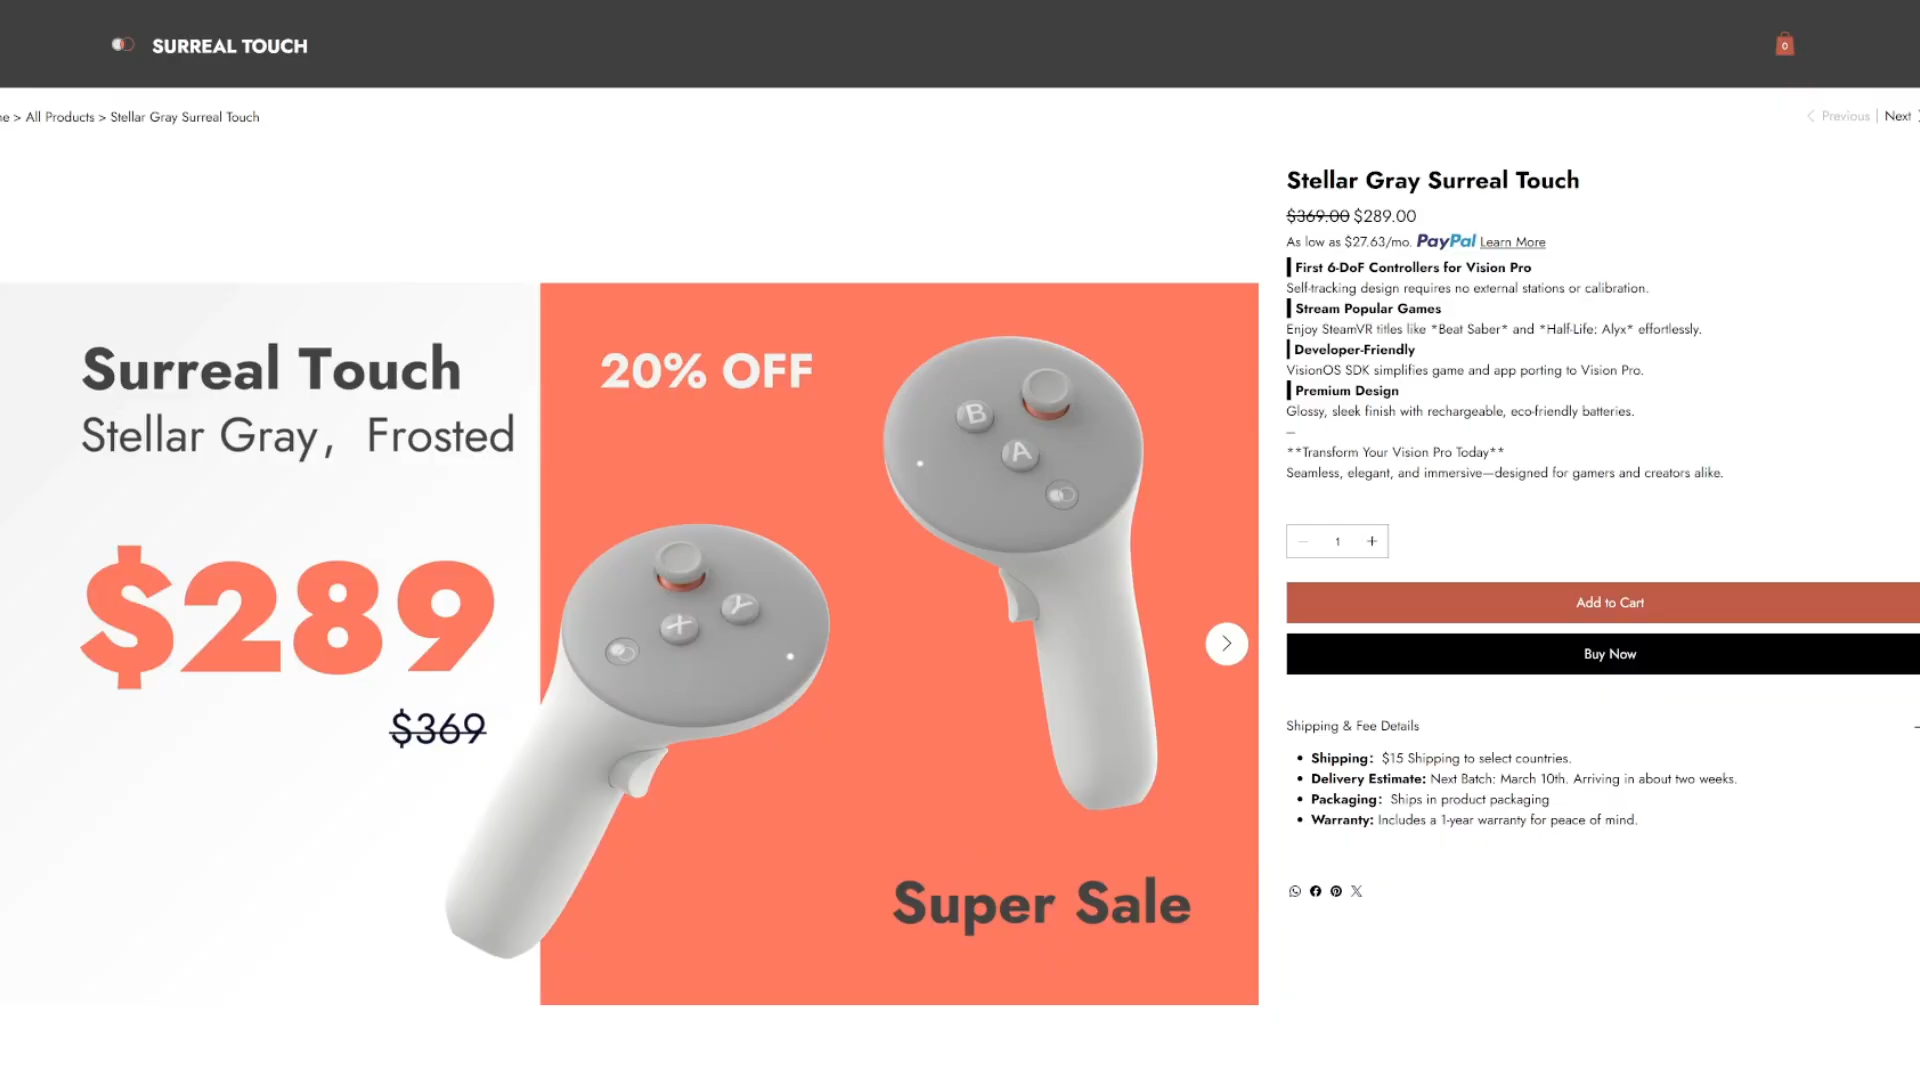 SURREAL TOUCH
0
e > All Products > Stellar Gray Surreal Touch
Previous | Next
Stellar Gray Surreal Touch
$369.00 $289.00
As low as $27.63/mo. PayPal Learn More
First 6-DoF Controllers for Vision Pro
Self-tracking design requires no external stations or calibration.
Stream Popular Games
Enjoy SteamVR titles like *Beat Saber* and *Half-Life: Alyx* effortlessly.
Developer-Friendly
VisionOS SDK simplifies game and app porting to Vision Pro.
Premium Design
Glossy, sleek finish with rechargeable, eco-friendly batteries.
—
**Transform Your Vision Pro Today**
Seamless, elegant, and immersive—designed for gamers and creators alike.
− 1 +
Add to Cart
Buy Now
Shipping & Fee Details
• Shipping: $15 Shipping to select countries.
• Delivery Estimate: Next Batch: March 10th. Arriving in about two weeks.
• Packaging: Ships in product packaging
• Warranty: Includes a 1-year warranty for peace of mind.
Surreal Touch
Stellar Gray, Frosted
$289
$369
20% OFF
B
A
X
Y
Super Sale